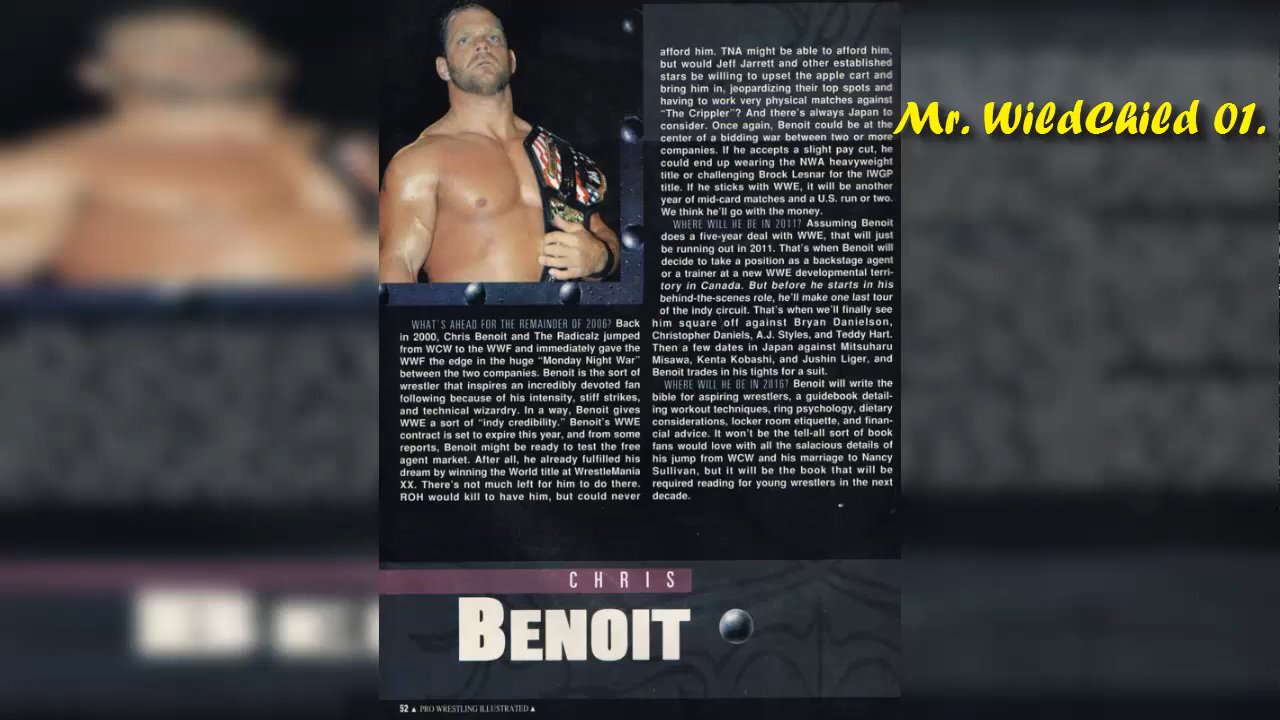 WHAT'S AHEAD FOR THE REMAINDER OF 2006? Back
in 2000, Chris Benoit and The Radicalz jumped
from WCW to the WWF and immediately gave the
WWF the edge in the huge "Monday Night War"
between the two companies. Benoit is the sort of
wrestler that inspires an incredibly devoted fan
following because of his intensity, stiff strikes,
and technical wizardry. In a way, Benoit gives
WWE a sort of "indy credibility." Benoit's WWE
contract is set to expire this year, and from some
reports, Benoit might be ready to test the free
agent market. After all, he already fulfilled his
dream by winning the World title at WrestleMania
XX. There's not much left for him to do there.
ROH would kill to have him, but could never
afford him. TNA might be able to afford him,
but would Jeff Jarrett and other established
stars be willing to upset the apple cart and
bring him in, jeopardizing their top spots and
having to work very physical matches against
"The Crippler"? And there's always Japan to
consider. Once again, Benoit could be at the
center of a bidding war between two or more
companies. If he accepts a slight pay cut, he
could end up wearing the NWA heavyweight
title or challenging Brock Lesnar for the IWGP
title. If he sticks with WWE, it will be another
year of mid-card matches and a U.S. run or two.
We think he'll go with the money.
WHERE WILL HE BE IN 2011? Assuming Benoit
does a five-year deal with WWE, that will just
be running out in 2011. That's when Benoit will
decide to take a position as a backstage agent
or a trainer at a new WWE developmental terri-
tory in Canada. But before he starts in his
behind-the-scenes role, he'll make one last tour
of the indy circuit. That's when we'll finally see
him square off against Bryan Danielson,
Christopher Daniels, A.J. Styles, and Teddy Hart.
Then a few dates in Japan against Mitsuharu
Misawa, Kenta Kobashi, and Jushin Liger, and
Benoit trades in his tights for a suit.
WHERE WILL HE BE IN 2016? Benoit will write the
bible for aspiring wrestlers, a guidebook detail-
ing workout techniques, ring psychology, dietary
considerations, locker room etiquette, and finan-
cial advice. It won't be the tell-all sort of book
fans would love with all the salacious details of
his jump from WCW and his marriage to Nancy
Sullivan, but it will be the book that will be
required reading for young wrestlers in the next
decade.
Mr. WildChild 01.
CHRIS
BENOIT
52 ▲ PRO WRESTLING ILLUSTRATED ▲